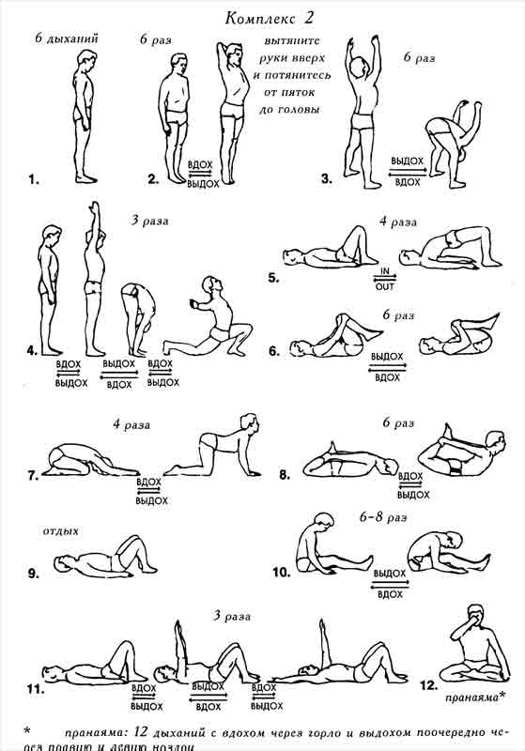 Комплекс 2
6 дыханий
6 раз
вытяните
руки вверх
и потянитесь
от пяток
до головы
6 раз
1.
2.
ВДОХ
ВЫДОХ
3.
ВЫДОХ
ВДОХ
3 раза
4.
ВДОХ
ВЫДОХ
ВЫДОХ
ВДОХ
ВДОХ
ВЫДОХ
4 раза
5.
IN
OUT
6 раз
6.
ВЫДОХ
ВДОХ
4 раза
7.
ВДОХ
ВЫДОХ
6 раз
8.
ВДОХ
ВЫДОХ
отдых
9.
6-8 раз
10.
ВЫДОХ
ВДОХ
3 раза
11.
ВДОХ
ВЫДОХ
ВЫДОХ
ВДОХ
ВДОХ
ВЫДОХ
12.
пранаяма*
* пранаяма: 12 дыханий с вдохом через горло и выдохом поочередно че-
рез правую и левую ноздри